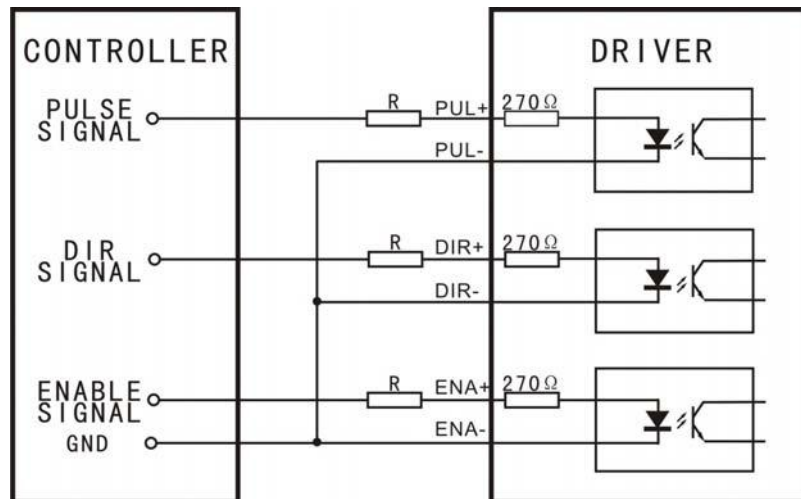 CONTROLLER
DRIVER
PULSE
SIGNAL
R
PUL+
270Ω
PUL-
DIR
SIGNAL
R
DIR+
270Ω
DIR-
ENABLE
SIGNAL
R
ENA+
270Ω
GND
ENA-